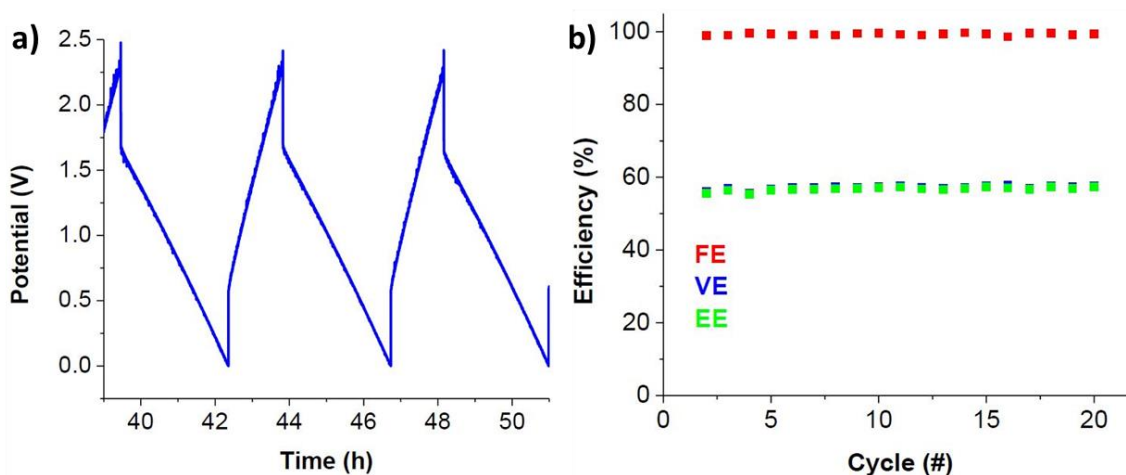 a)
2.5
2.0
1.5
1.0
0.5
0.0
Potential (V)
40 42 44 46 48 50
Time (h)
b)
100
80
60
40
20
0
Efficiency (%)
FE
VE
EE
0 5 10 15 20
Cycle (#)